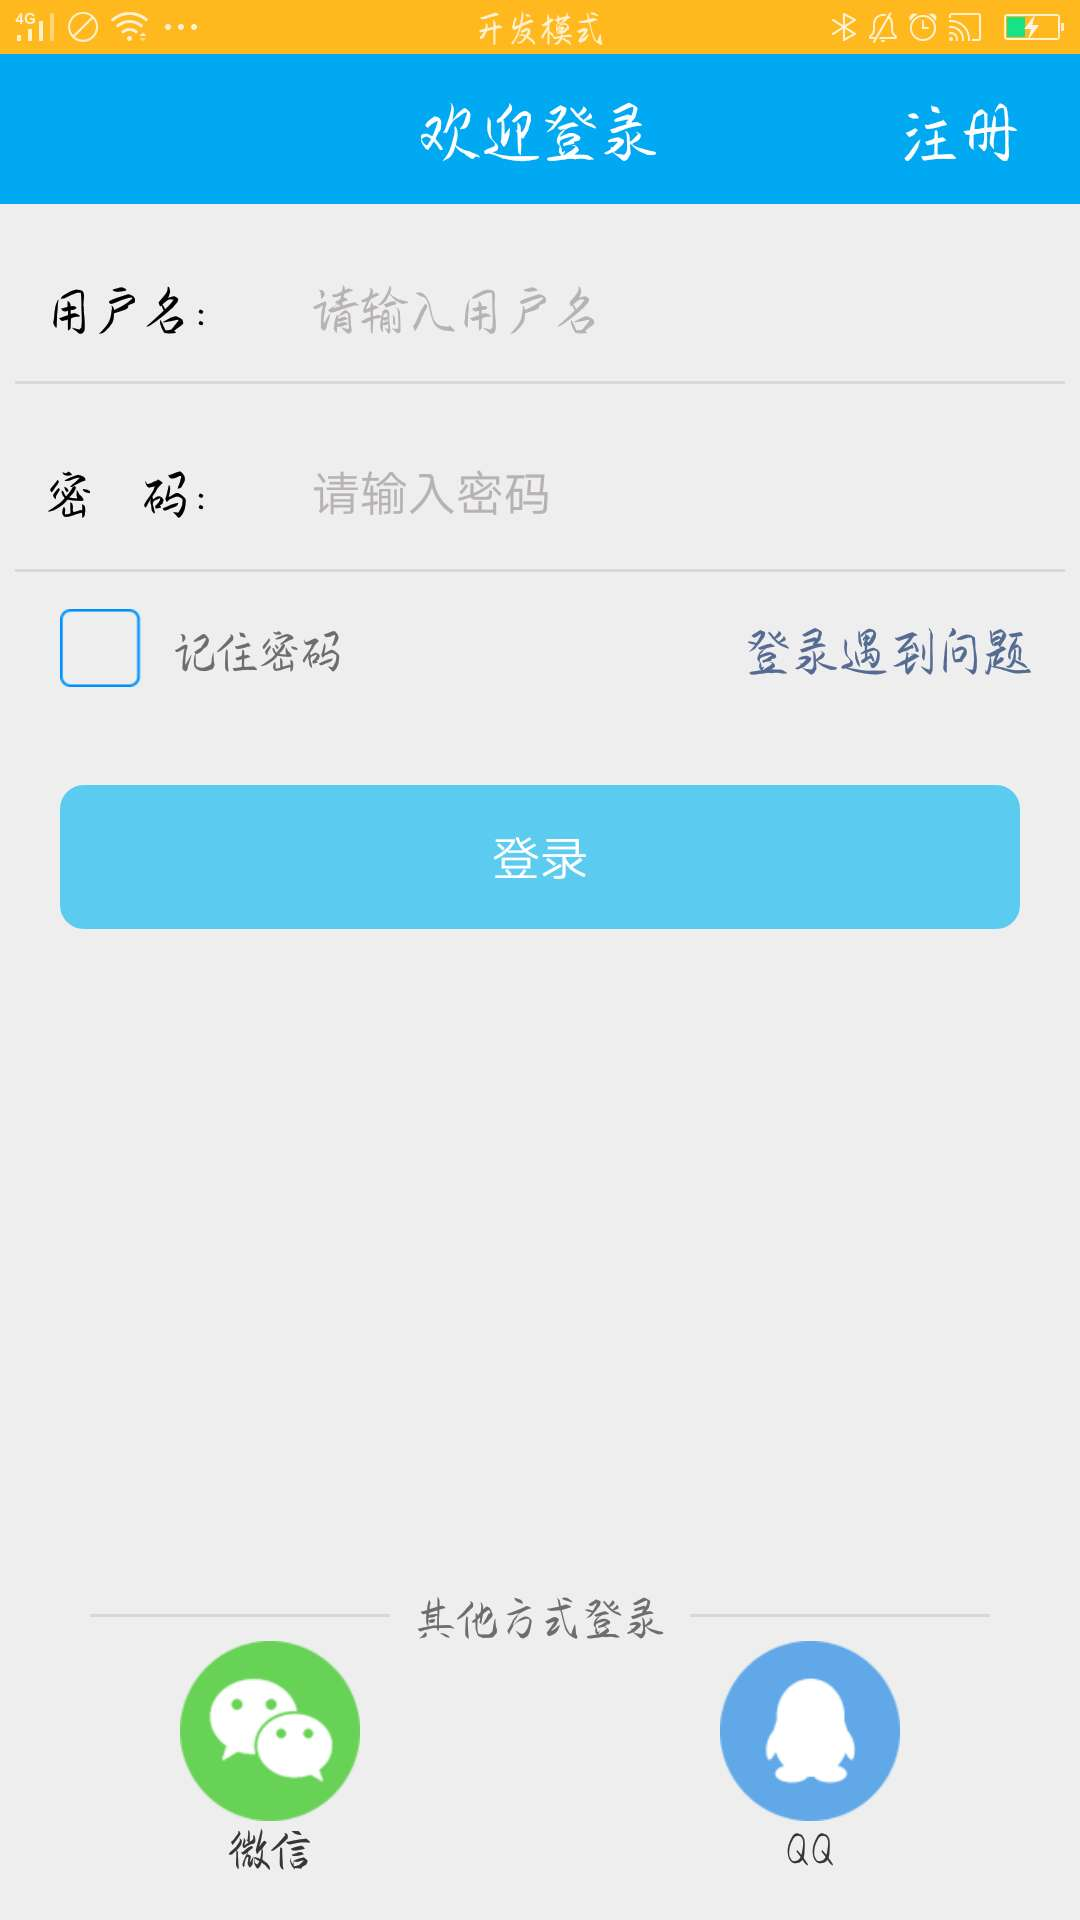 4G 开发模式
欢迎登录 注册
用户名: 请输入用户名
密 码: 请输入密码
记住密码 登录遇到问题
登录
其他方式登录
微信 QQ